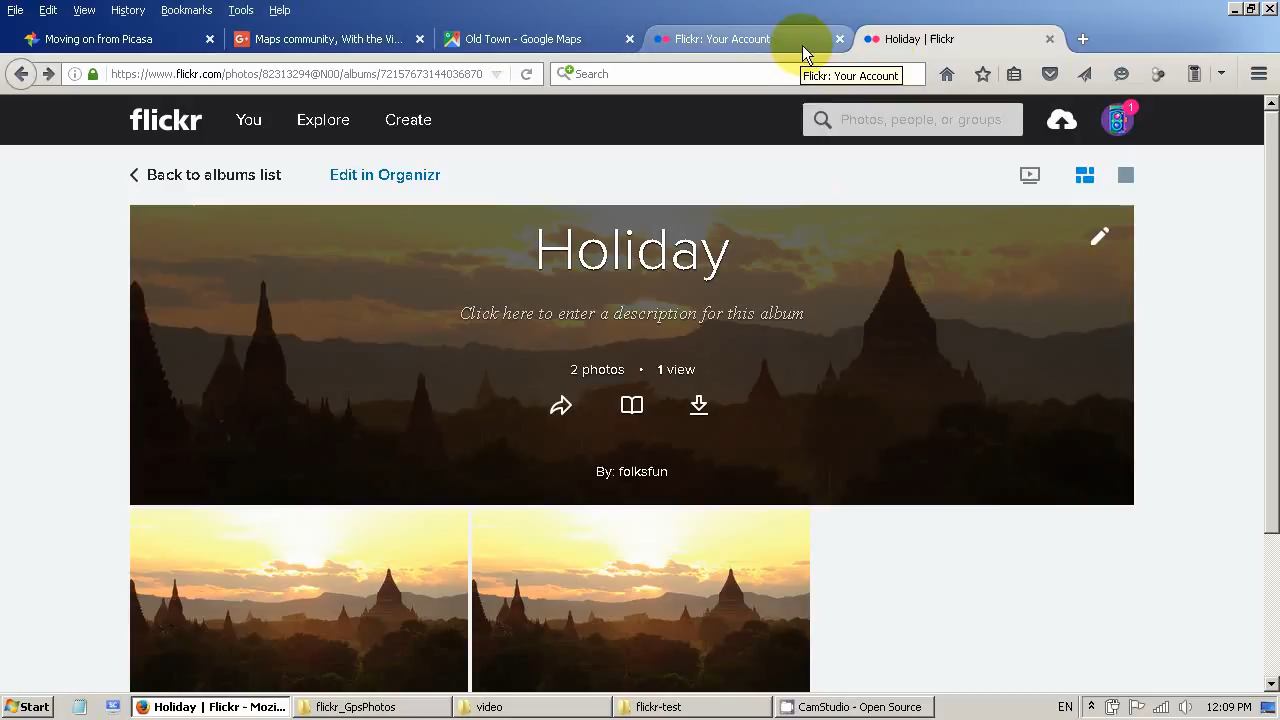 File Edit View History Bookmarks Tools Help
Moving on from Picasa
Maps community, With the Vi...
Old Town - Google Maps
Flickr: Your Account
Holiday | Flickr
https://www.flickr.com/photos/82313294@N00/albums/72157673144036870
Search
Flickr: Your Account
flickr You Explore Create
Photos, people, or groups
1
Back to albums list
Edit in Organizr
Holiday
Click here to enter a description for this album
2 photos • 1 view
By: folksfun
Start
Holiday | Flickr - Mozi...
flickr_GpsPhotos
video
flickr-test
CamStudio - Open Source
EN
12:09 PM